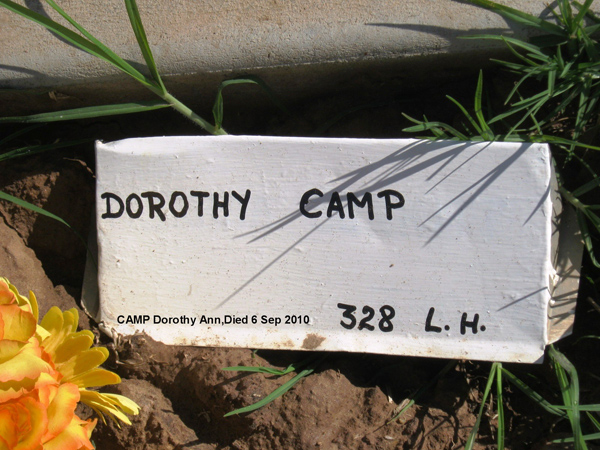 DOROTHY CAMP
CAMP Dorothy Ann,Died 6 Sep 2010
328 L.H.